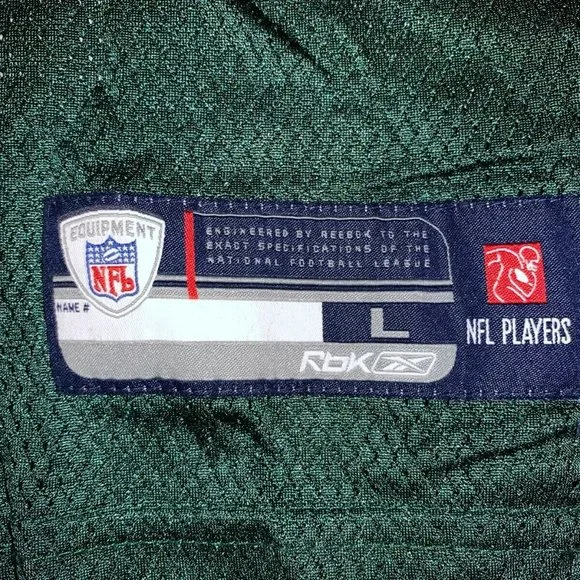 EQUIPMENT
NFL
ENGINEERED BY REEBOK TO THE
EXACT SPECIFICATIONS OF THE
NATIONAL FOOTBALL LEAGUE
NAME #
L
RbK
NFL PLAYERS